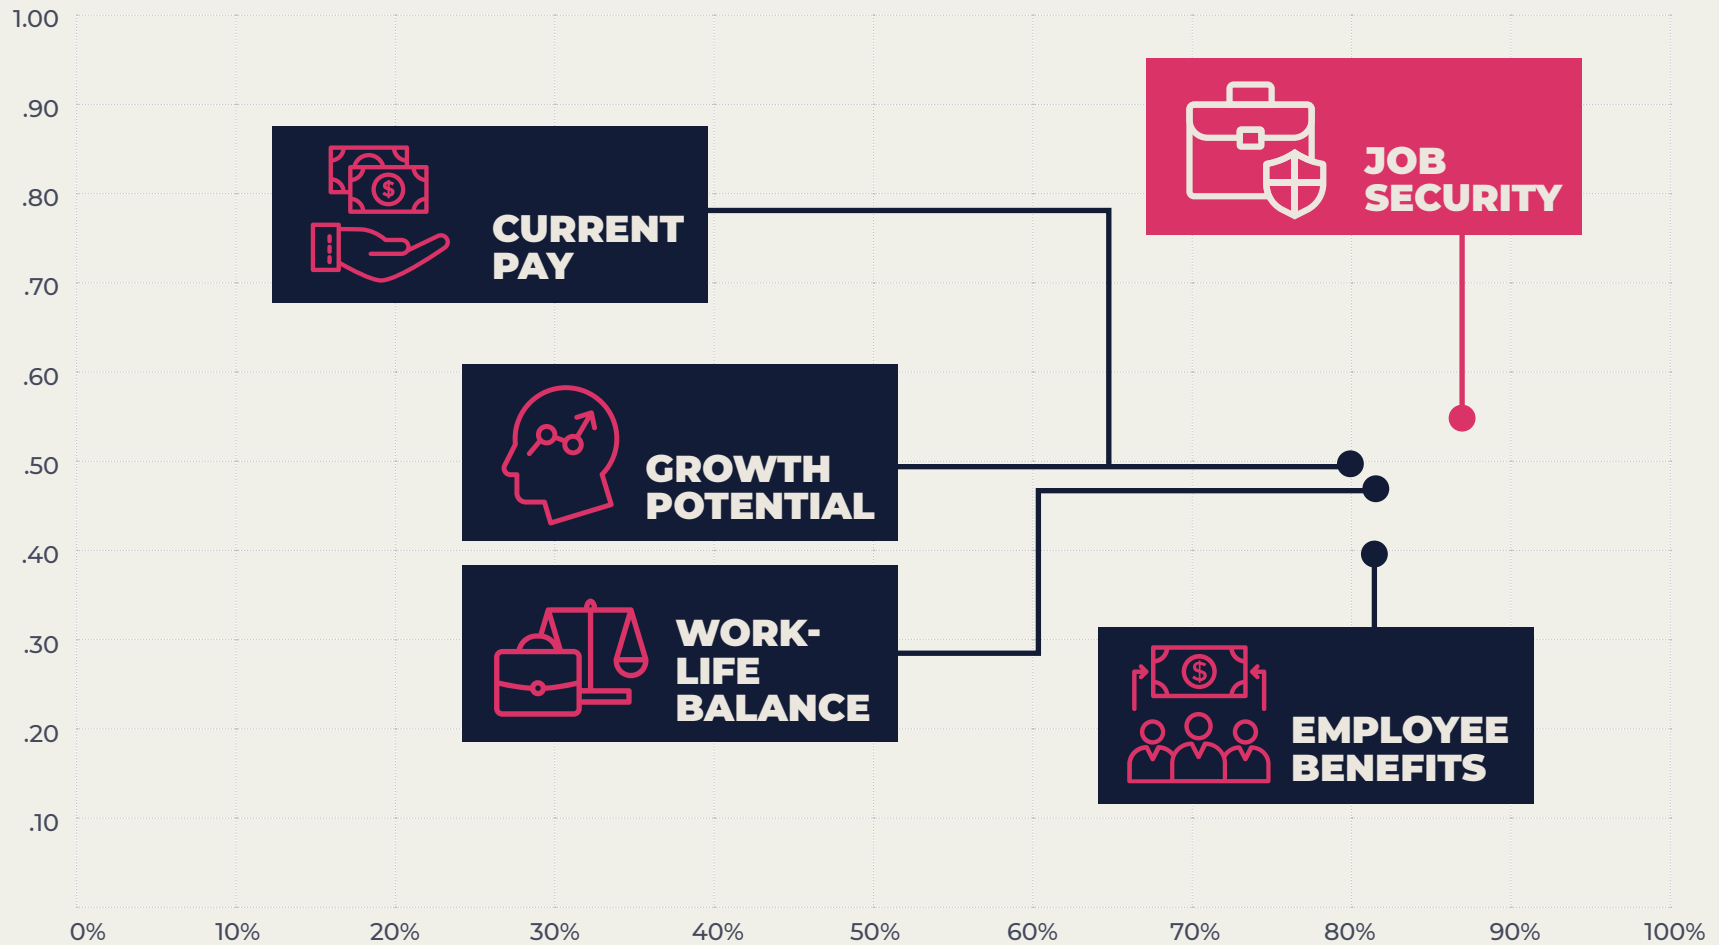 1.00
.90
.80
.70
.60
.50
.40
.30
.20
.10
CURRENT
PAY
$
JOB
SECURITY
GROWTH
POTENTIAL
WORK-
LIFE
BALANCE
$
EMPLOYEE
BENEFITS
0% 10% 20% 30% 40% 50% 60% 70% 80% 90% 100%